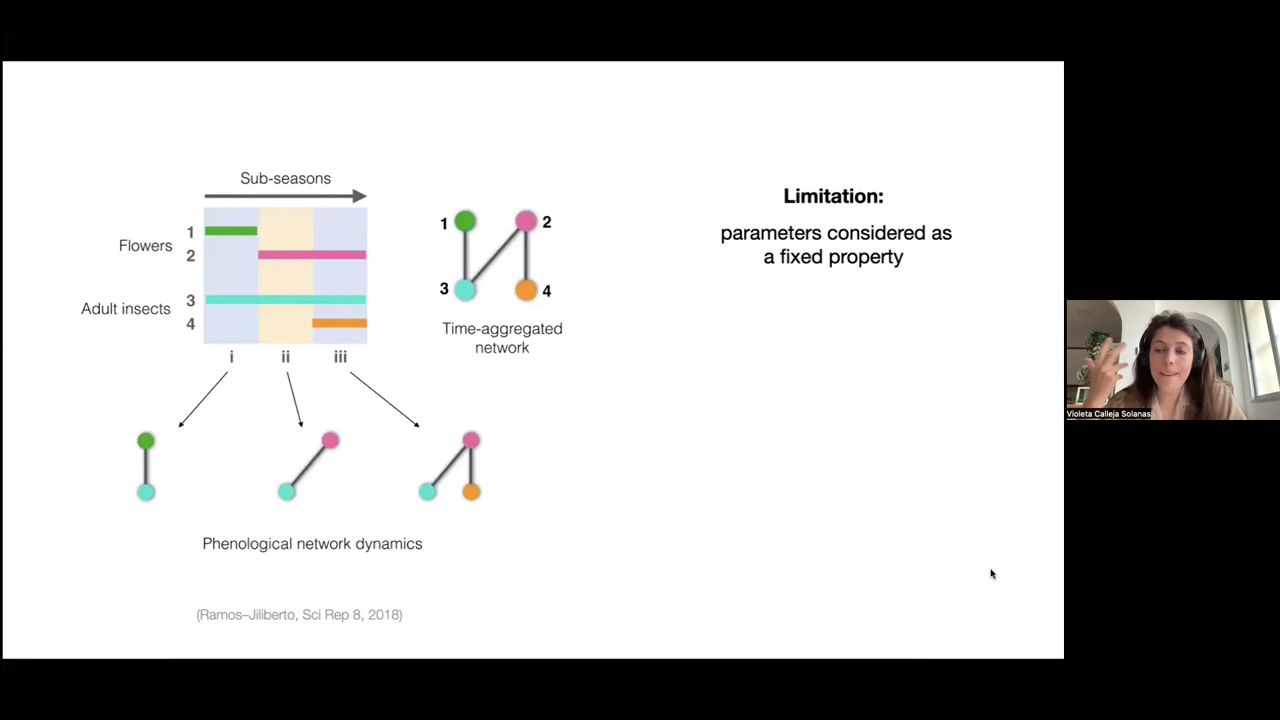 Sub-seasons
Flowers
1
2
Adult insects
3
4
i ii iii
1
2
3
4
Time-aggregated
network
Phenological network dynamics
(Ramos–Jiliberto, Sci Rep 8, 2018)
Limitation:
parameters considered as
a fixed property
Violeta Calleja Solanas